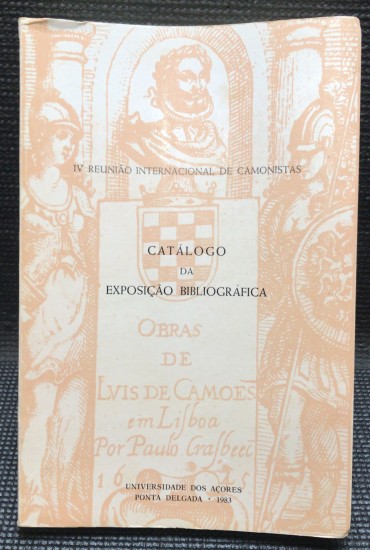 IV REUNIÃO INTERNACIONAL DE CAMONISTAS
CATÁLOGO
DA
EXPOSIÇÃO BIBLIOGRÁFICA
OBRAS
DE
LVIS DE CAMOES
em Lisboa
Por Paulo Crasbeec
UNIVERSIDADE DOS AÇORES
PONTA DELGADA • 1983